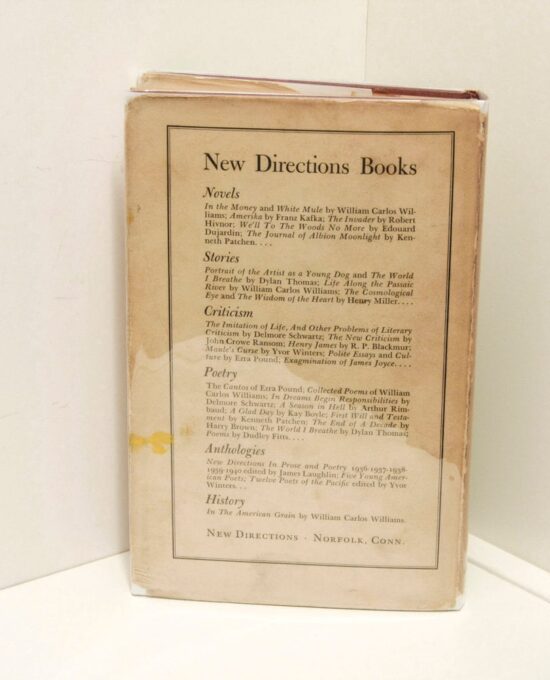 New Directions Books
Novels
In the Money and White Mule by William Carlos Wil-
liams; Amerika by Franz Kafka; The Invader by Robert
Hivnor; We'll To The Woods No More by Edouard
Dujardin; The Journal of Albion Moonlight by Ken-
neth Patchen. . . .
Stories
Portrait of the Artist as a Young Dog and The World
I Breathe by Dylan Thomas; Life Along the Passaic
River by William Carlos Williams; The Cosmological
Eye and The Wisdom of the Heart by Henry Miller. . . .
Criticism
The Imitation of Life, And Other Problems of Literary
Criticism by Delmore Schwartz; The New Criticism by
John Crowe Ransom; Henry James by R. P. Blackmur;
Maule's Curse by Yvor Winters; Polite Essays and Cul-
ture by Ezra Pound; Exagmination of James Joyce. . . .
Poetry
The Cantos of Ezra Pound; Collected Poems of William
Carlos Williams; In Dreams Begin Responsibilities by
Delmore Schwartz; A Season in Hell by Arthur Rim-
baud; A Glad Day by Kay Boyle; First Will and Testa-
ment by Kenneth Patchen; The End of A Decade by
Harry Brown; The World I Breathe by Dylan Thomas;
Poems by Dudley Fitts. . . .
Anthologies
New Directions In Prose and Poetry 1936-1937-1938-
1939-1940 edited by James Laughlin; Five Young Amer-
ican Poets; Twelve Poets of the Pacific edited by Yvor
Winters. . .
History
In The American Grain by William Carlos Williams.
New Directions · Norfolk, Conn.